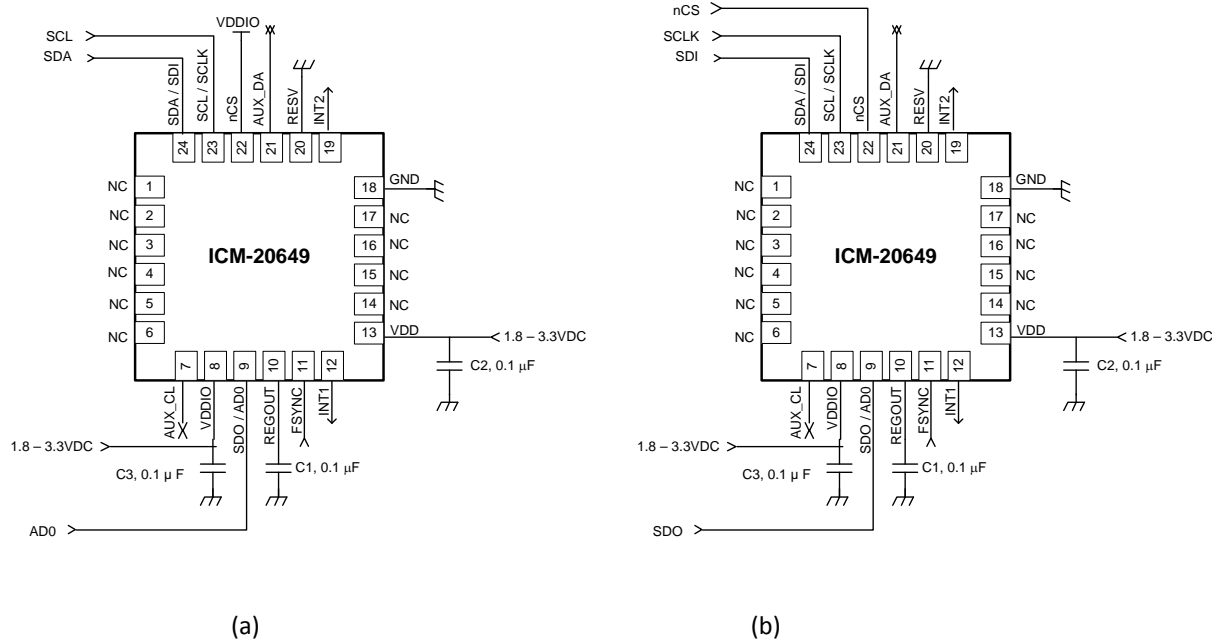 SCL
SDA
VDDIO
SDA / SDI
SCL / SCLK
nCS
AUX_DA
RESV
INT2
24
23
22
21
20
19
NC 1
NC 2
NC 3
NC 4
NC 5
NC 6
ICM-20649
18 GND
17 NC
16 NC
15 NC
14 NC
13 VDD
1.8 – 3.3VDC
C2, 0.1 µF
7
8
9
10
11
12
AUX_CL
VDDIO
SDO / AD0
REGOUT
FSYNC
INT1
1.8 – 3.3VDC
C3, 0.1 µ F
C1, 0.1 µF
AD0
(a)
nCS
SCLK
SDI
SDA / SDI
SCL / SCLK
nCS
AUX_DA
RESV
INT2
24
23
22
21
20
19
NC 1
NC 2
NC 3
NC 4
NC 5
NC 6
ICM-20649
18 GND
17 NC
16 NC
15 NC
14 NC
13 VDD
1.8 – 3.3VDC
C2, 0.1 µF
7
8
9
10
11
12
AUX_CL
VDDIO
SDO / AD0
REGOUT
FSYNC
INT1
1.8 – 3.3VDC
C3, 0.1 µF
C1, 0.1 µF
SDO
(b)